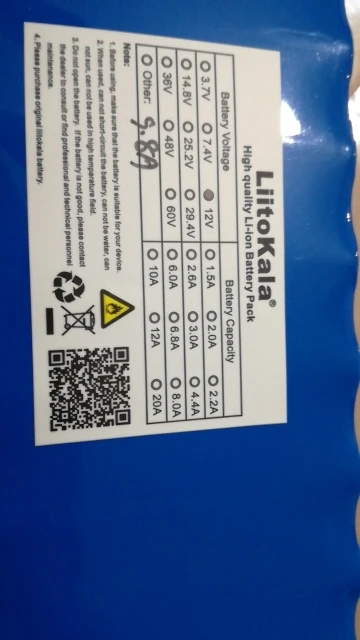 LiitoKala®
High quality Li-ion Battery Pack
Battery Voltage Battery Capacity
○ 3.7V ○ 7.4V ● 12V ○ 1.5A ○ 2.0A ○ 2.2A
○ 14.8V ○ 25.2V ○ 29.4V ○ 2.6A ○ 3.0A ○ 4.4A
○ 36V ○ 48V ○ 60V ○ 6.0A ○ 6.8A ○ 8.0A
○ Other: 9.8A ○ 10A ○ 12A ○ 20A
Note:
1. Before using, make sure that the battery is suitable for your device.
2. When used, can not short-circuit the battery, can not be water, can
not sun, can not be used in high temperature field.
3. Do not open the battery. If the battery is not good, please contact
the dealer to consult or find professional and technical personnel
maintenance.
4. Please purchase original liitokala battery.